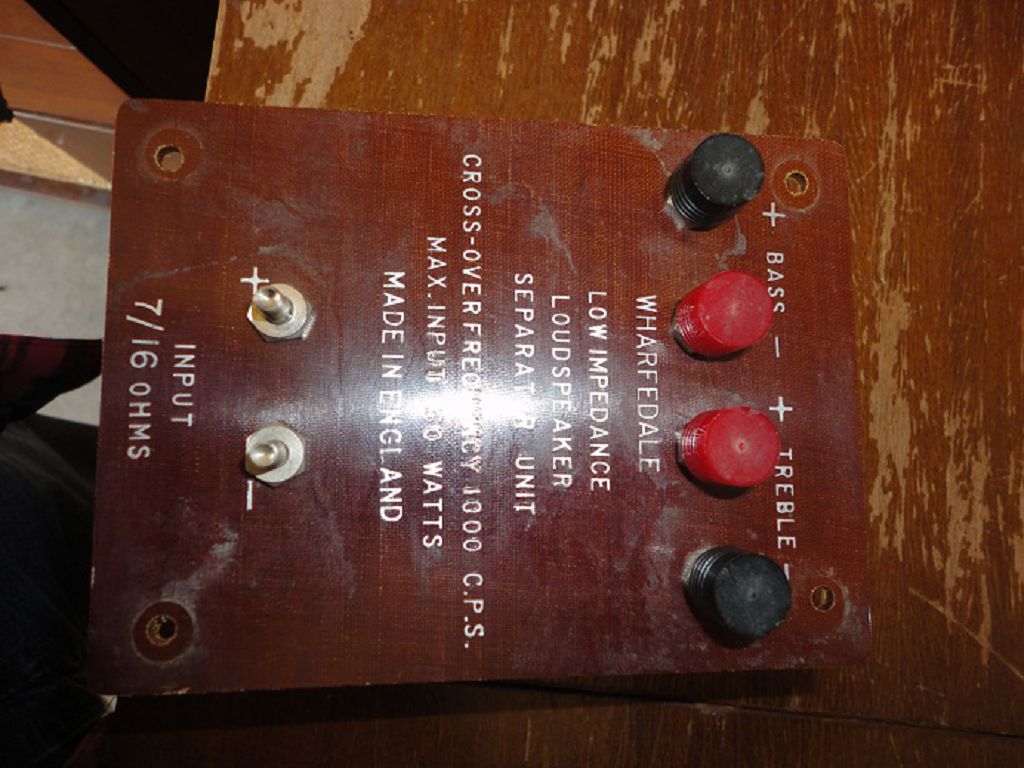 + BASS - + TREBLE -
WHARFEDALE
LOW IMPEDANCE
LOUDSPEAKER
SEPARATOR UNIT
CROSS-OVER FREQUENCY 1000 C.P.S.
MAX. INPUT WATTS
MADE IN ENGLAND
+ -
INPUT
7/16 OHMS